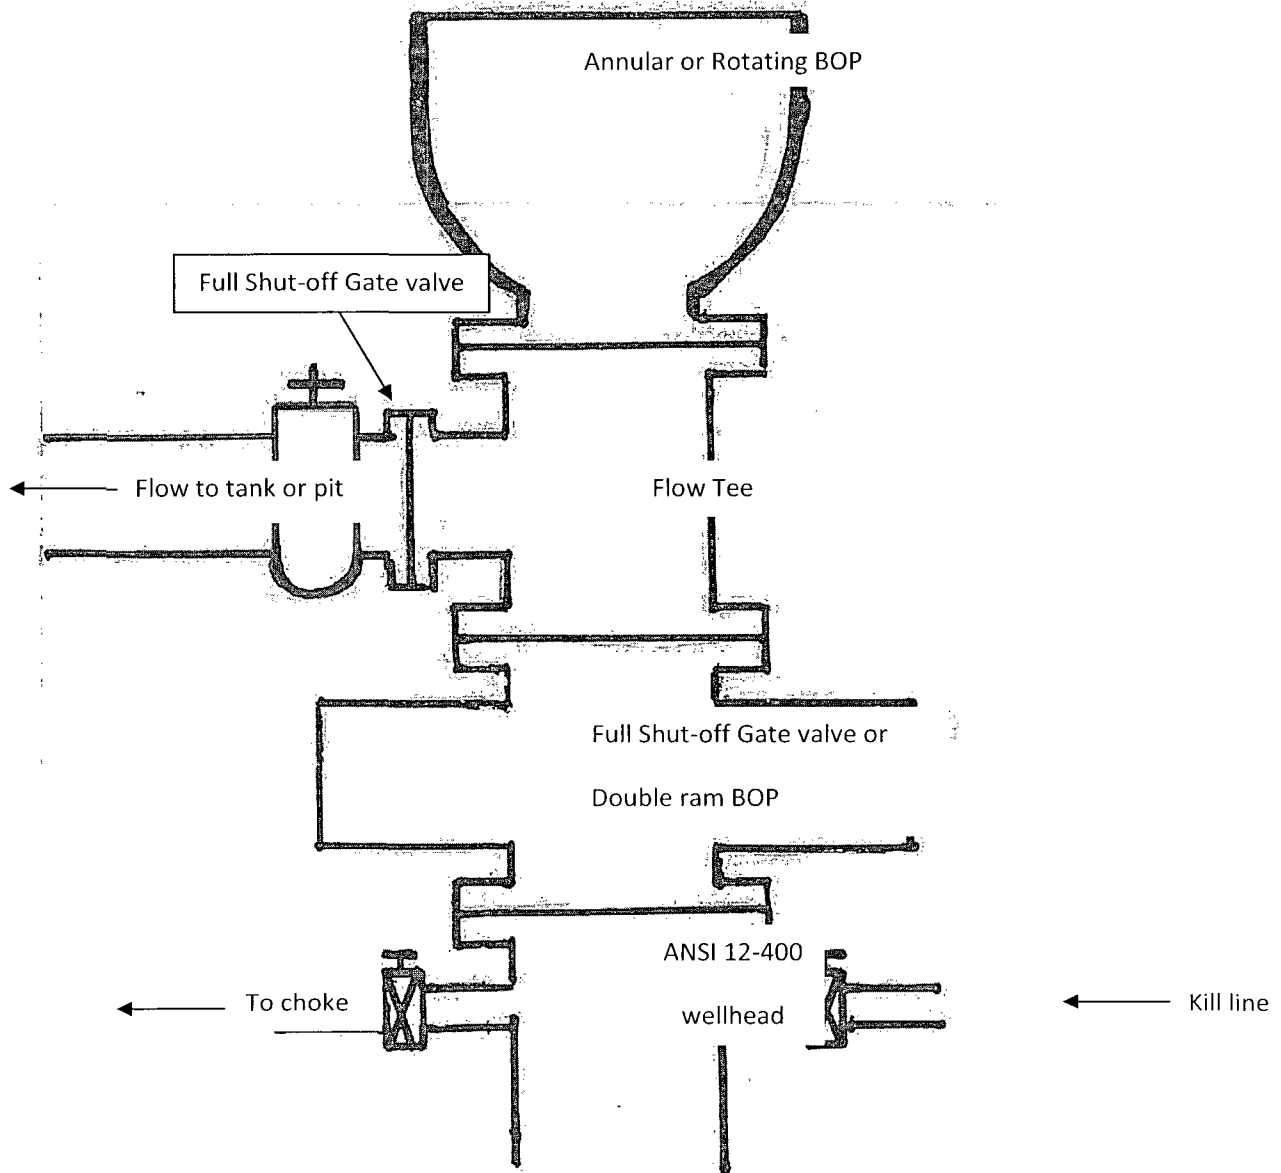 Annular or Rotating BOP
Full Shut-off Gate valve
Flow to tank or pit
Flow Tee
Full Shut-off Gate valve or
Double ram BOP
ANSI 12-400
wellhead
To choke
Kill line